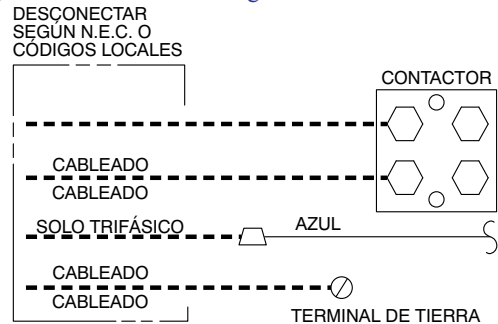 DESCONECTAR
SEGÚN N.E.C. O
CÓDIGOS LOCALES
CONTACTOR
CABLEADO
CABLEADO
SOLO TRIFÁSICO
AZUL
CABLEADO
CABLEADO
TERMINAL DE TIERRA